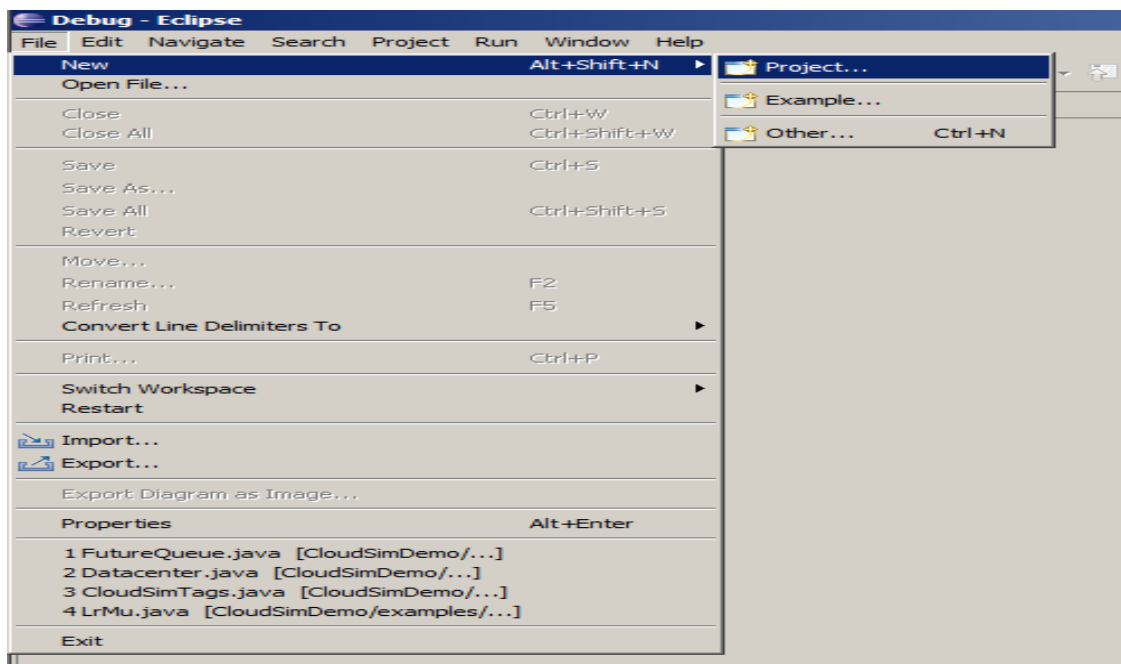 Debug - Eclipse
File Edit Navigate Search Project Run Window Help
New Alt+Shift+N
Project...
Open File...
Example...
Close Ctrl+W
Close All Ctrl+Shift+W
Other... Ctrl+N
Save Ctrl+S
Save As...
Save All Ctrl+Shift+S
Revert
Move...
Rename... F2
Refresh F5
Convert Line Delimiters To
Print... Ctrl+P
Switch Workspace
Restart
Import...
Export...
Export Diagram as Image...
Properties Alt+Enter
1 FutureQueue.java [CloudSimDemo/...]
2 Datacenter.java [CloudSimDemo/...]
3 CloudSimTags.java [CloudSimDemo/...]
4 LrMu.java [CloudSimDemo/examples/...]
Exit